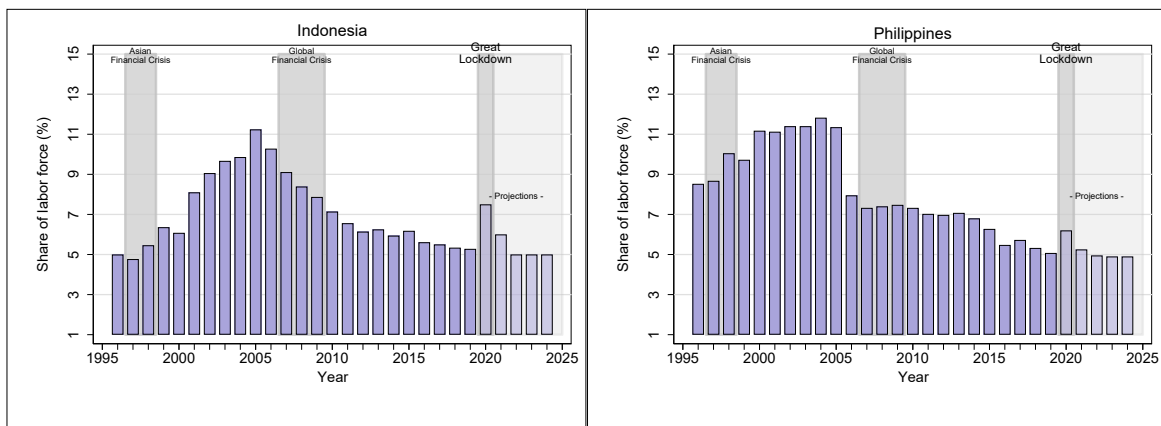 Indonesia
Asian
Financial Crisis
Global
Financial Crisis
Great
Lockdown
- Projections -
Share of labor force (%)
15
13
11
9
7
5
3
1
1995 2000 2005 2010 2015 2020 2025
Year
Philippines
Asian
Financial Crisis
Global
Financial Crisis
Great
Lockdown
- Projections -
Share of labor force (%)
15
13
11
9
7
5
3
1
1995 2000 2005 2010 2015 2020 2025
Year